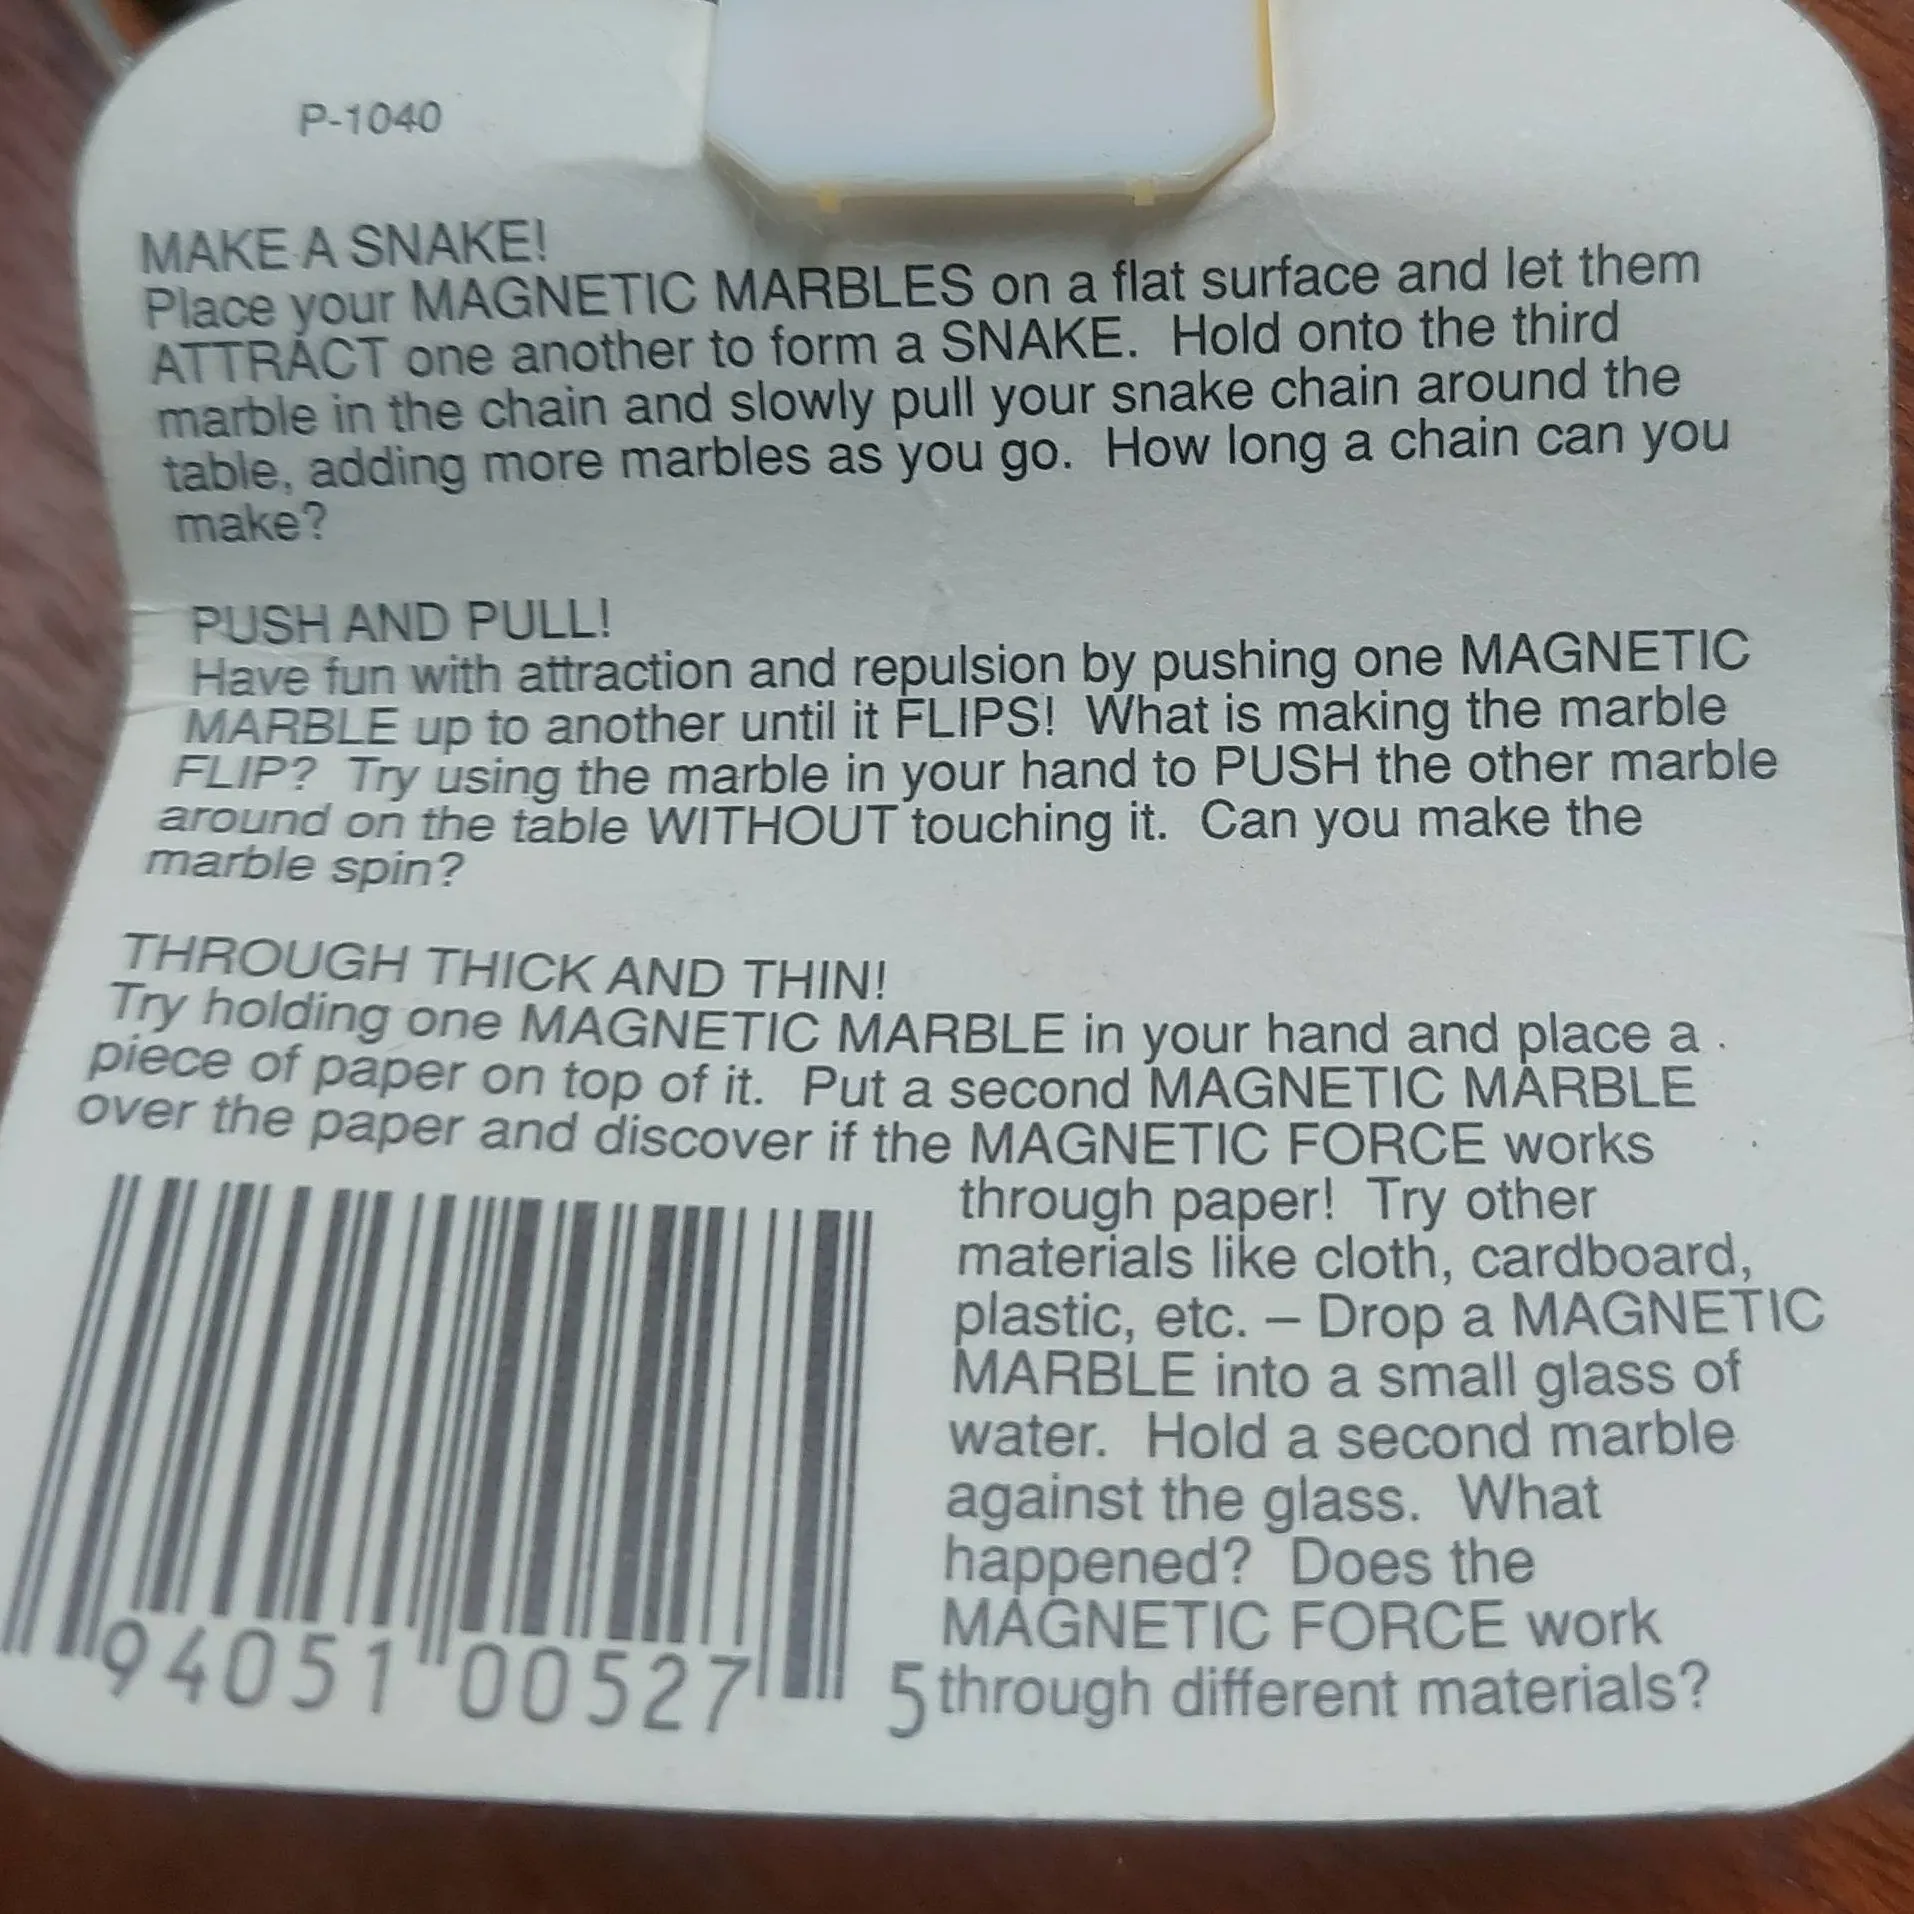 P-1040
MAKE A SNAKE!
Place your MAGNETIC MARBLES on a flat surface and let them
ATTRACT one another to form a SNAKE. Hold onto the third
marble in the chain and slowly pull your snake chain around the
table, adding more marbles as you go. How long a chain can you
make?
PUSH AND PULL!
Have fun with attraction and repulsion by pushing one MAGNETIC
MARBLE up to another until it FLIPS! What is making the marble
FLIP? Try using the marble in your hand to PUSH the other marble
around on the table WITHOUT touching it. Can you make the
marble spin?
THROUGH THICK AND THIN!
Try holding one MAGNETIC MARBLE in your hand and place a
piece of paper on top of it. Put a second MAGNETIC MARBLE
over the paper and discover if the MAGNETIC FORCE works
through paper! Try other
materials like cloth, cardboard,
plastic, etc. – Drop a MAGNETIC
MARBLE into a small glass of
water. Hold a second marble
against the glass. What
happened? Does the
MAGNETIC FORCE work
through different materials?
94051 00527 5